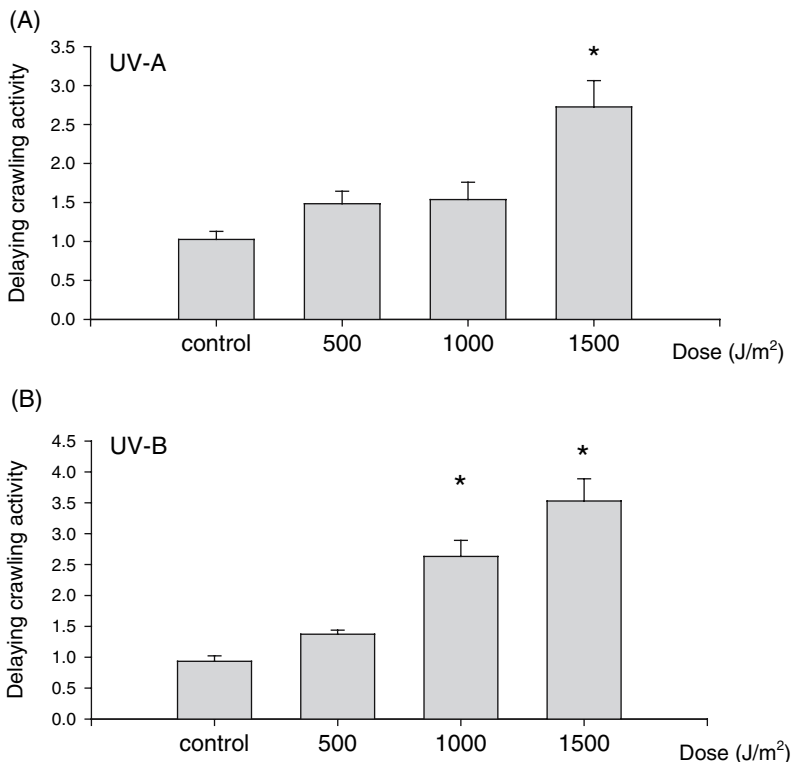 (A)
UV-A
*
Delaying crawling activity
3.5
3.0
2.5
2.0
1.5
1.0
0.5
0.0
control 500 1000 1500 Dose (J/m²)
(B)
UV-B
* *
Delaying crawling activity
4.5
4.0
3.5
3.0
2.5
2.0
1.5
1.0
0.5
0.0
control 500 1000 1500 Dose (J/m²)